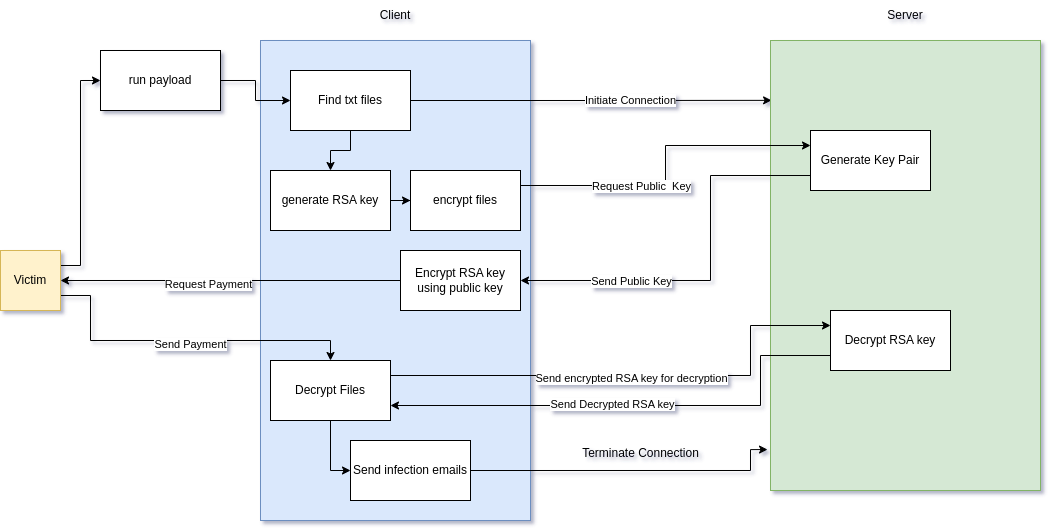 Client
Server
run payload
Find txt files
Initiate Connection
Generate Key Pair
generate RSA key
encrypt files
Request Public  Key
Victim
Request Payment
Encrypt RSA key
using public key
Send Public Key
Send Payment
Decrypt RSA key
Decrypt Files
Send encrypted RSA key for decryption
Send Decrypted RSA key
Send infection emails
Terminate Connection